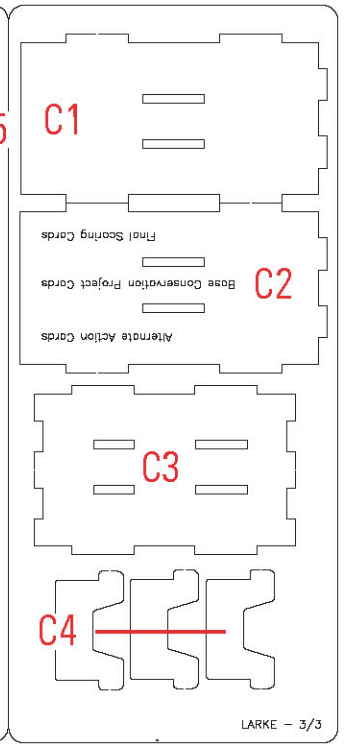 5
C1
Final Scoring Cards
Base Conservation Project Cards
C2
Alternate Action Cards
C3
C4
LARKE - 3/3